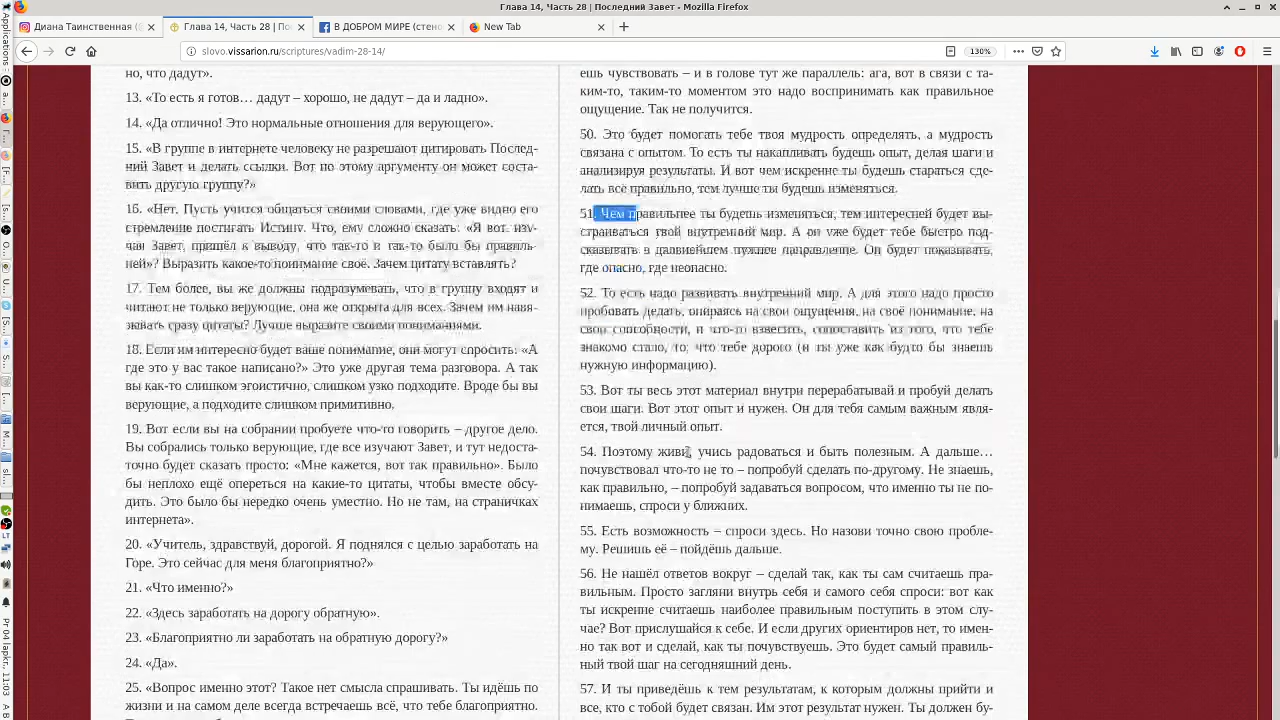 Глава 14, Часть 28 | Последний Завет - Mozilla Firefox
Applications
Диана Таинственная (
Глава 14, Часть 28 | Пос
В ДОБРОМ МИРЕ (стено
New Tab
slovo.vissarion.ru/scriptures/vadim-28-14/
130%
но, что дадут».
13. «То есть я готов… дадут – хорошо, не дадут – да и ладно».
14. «Да отлично! Это нормальные отношения для верующего».
15. «В группе в интернете человеку не разрешают цитировать Послед-
ний Завет и делать ссылки. Вот по этому аргументу он может соста-
вить другую группу?»
16. «Нет. Пусть учится общаться своими словами, где уже видно его
стремление постигать Истину. Что, ему сложно сказать: «Я вот, изу-
чая Завет, пришёл к выводу, что так-то и так-то было бы правиль-
ней»? Выразить какое-то понимание своё. Зачем цитату вставлять?
17. Тем более, вы же должны подразумевать, что в группу входят и
читают не только верующие, она же открыта для всех. Зачем им навя-
зывать сразу цитаты? Лучше выразите своими пониманиями.
18. Если им интересно будет ваше понимание, они могут спросить: «А
где это у вас такое написано?» Это уже другая тема разговора. А так
вы как-то слишком эгоистично, слишком узко подходите. Вроде бы вы
верующие, а подходите слишком примитивно.
19. Вот если вы на собрании пробуете что-то говорить – другое дело.
Вы собрались только верующие, где все изучают Завет, и тут недоста-
точно будет сказать просто: «Мне кажется, вот так правильно». Было
бы неплохо ещё опереться на какие-то цитаты, чтобы вместе обсу-
дить. Это было бы нередко очень уместно. Но не там, на страничках
интернета».
20. «Учитель, здравствуй, дорогой. Я поднялся с целью заработать на
Горе. Это сейчас для меня благоприятно?»
21. «Что именно?»
22. «Здесь заработать на дорогу обратную».
23. «Благоприятно ли заработать на обратную дорогу?»
24. «Да».
25. «Вопрос именно этот? Такое нет смысла спрашивать. Ты идёшь по
жизни и на самом деле всегда встречаешь всё, что тебе благоприятно.
ешь чувствовать – и в голове тут же параллель: ага, вот в связи с та-
ким-то, таким-то моментом это надо воспринимать как правильное
ощущение. Так не получится.
50. Это будет помогать тебе твоя мудрость определять, а мудрость
связана с опытом. То есть ты накапливать будешь опыт, делая шаги и
анализируя результаты. И вот чем искренне ты будешь стараться сде-
лать всё правильно, тем лучше ты будешь изменяться.
51. Чем правильнее ты будешь изменяться, тем интересней будет вы-
страиваться твой внутренний мир. А он уже будет тебе быстро под-
сказывать в дальнейшем нужное направление. Он будет показывать,
где опасно, где неопасно.
52. То есть надо развивать внутренний мир. А для этого надо просто
пробовать делать, опираясь на свои ощущения, на своё понимание, на
свои способности, и что-то взвесить, сопоставить из того, что тебе
знакомо стало, то, что тебе дорого (и ты уже как будто бы знаешь
нужную информацию).
53. Вот ты весь этот материал внутри перерабатывай и пробуй делать
свои шаги. Вот этот опыт и нужен. Он для тебя самым важным явля-
ется, твой личный опыт.
54. Поэтому живи, учись радоваться и быть полезным. А дальше…
почувствовал что-то не то – попробуй сделать по-другому. Не знаешь,
как правильно, – попробуй задаваться вопросом, что именно ты не по-
нимаешь, спроси у ближних.
55. Есть возможность – спроси здесь. Но назови точно свою пробле-
му. Решишь её – пойдёшь дальше.
56. Не нашёл ответов вокруг – сделай так, как ты сам считаешь пра-
вильным. Просто загляни внутрь себя и самого себя спроси: вот как
ты искренне считаешь наиболее правильным поступить в этом слу-
чае? Вот прислушайся к себе. И если других ориентиров нет, то имен-
но так вот и сделай, как ты почувствуешь. Это будет самый правиль-
ный твой шаг на сегодняшний день.
57. И ты приведёшь к тем результатам, к которым должны прийти и
все, кто с тобой будет связан. Им этот результат нужен. Ты должен бу-
LT
Pr 04 lapkr., 11:03